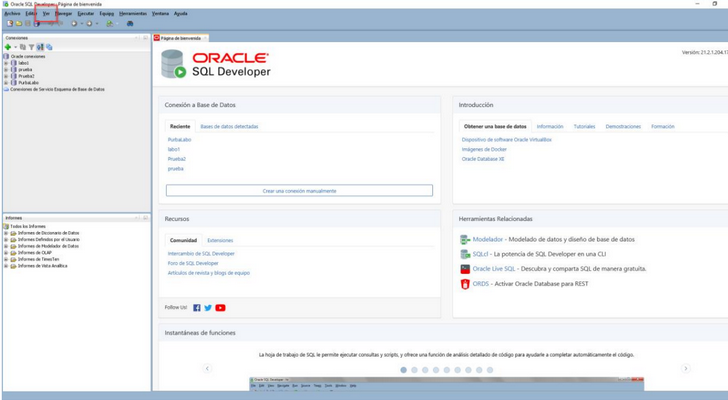 Oracle SQL Developer: Página de bienvenida
Archivo Editar Ver Navegar Ejecutar Equipo Herramientas Ventana Ayuda
Conexiones
Oracle conexiones
labo1
prueba
Prueba2
PurbaLabo
Conexiones de Servicio Esquema de Base de Datos
Informes
Todos los Informes
Informes de Diccionario de Datos
Informes Definidos por el Usuario
Informes de Modelador de Datos
Informes de OLAP
Informes de TimesTen
Informes de Vista Analítica
Página de bienvenida
ORACLE
SQL Developer
Versión: 21.2.1.204.17
Conexión a Base de Datos
Reciente Bases de datos detectadas
PurbaLabo
labo1
Prueba2
prueba
Crear una conexión manualmente
Introducción
Obtener una base de datos Información Tutoriales Demostraciones Formación
Dispositivo de software Oracle VirtualBox
Imágenes de Docker
Oracle Database XE
Recursos
Comunidad Extensiones
Intercambio de SQL Developer
Foro de SQL Developer
Artículos de revista y blogs de equipo
Follow Us!
Herramientas Relacionadas
Modelador - Modelado de datos y diseño de base de datos
SQLcl - La potencia de SQL Developer en una CLI
Oracle Live SQL - Descubra y comparta SQL de manera gratuita.
ORDS - Activar Oracle Database para REST
Instantáneas de funciones
La hoja de trabajo de SQL le permite ejecutar consultas y scripts, y ofrece una función de análisis detallado de código para ayudarle a completar automáticamente el código.